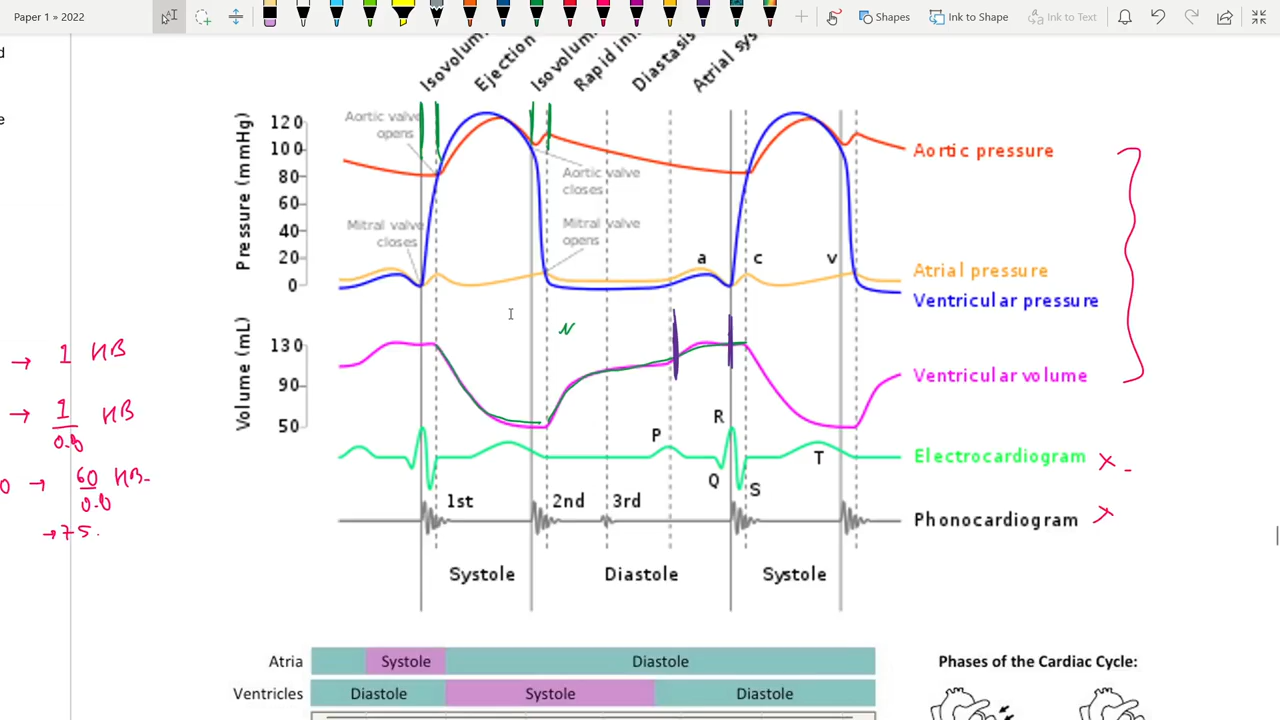 Paper 1 » 2022
Shapes
Ink to Shape
Ink to Text
d
e
Isovolum
Ejection
Isovolum
Rapid in
Diastasis
Atrial sys
Pressure (mmHg)
120
100
80
60
40
20
0
Aortic valve
opens
Aortic valve
closes
Mitral valve
closes
Mitral valve
opens
a
c
v
Aortic pressure
Atrial pressure
Ventricular pressure
Volume (mL)
130
90
50
Ventricular volume
→ 1 HB
→ 1/0.8 HB
0 → 60/0.8 HB
→ 75.
P
R
Q
S
T
Electrocardiogram
x
1st
2nd
3rd
Phonocardiogram
x
Systole
Diastole
Systole
Atria
Systole
Diastole
Ventricles
Diastole
Systole
Diastole
Phases of the Cardiac Cycle: